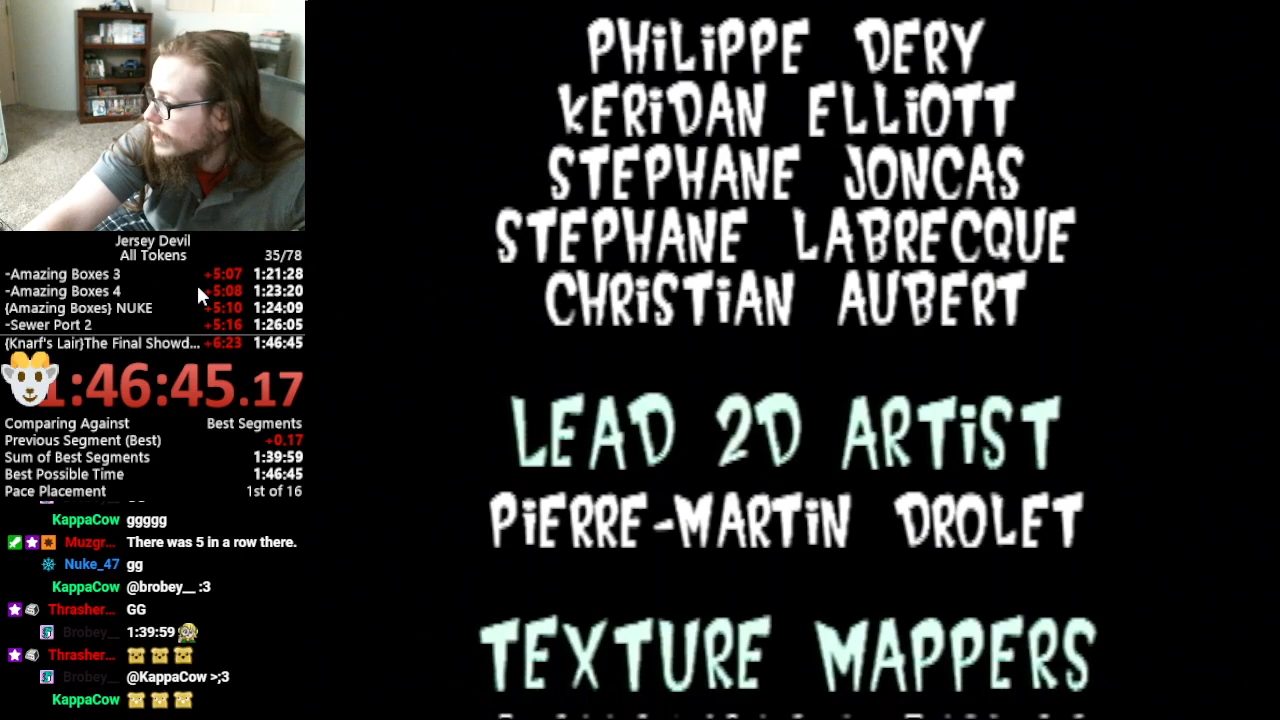 PHiLiPPE DERY
KERiDAN ELLiOTT
STEPHANE JONCAS
STEPHANE LABRECQUE
CHRiSTiAN AUBERT
LEAD 2D ARTiST
PiERRE-MARTiN DROLET
TEXTURE MAPPERS
Jersey Devil
All Tokens 35/78
-Amazing Boxes 3 +5:07 1:21:28
-Amazing Boxes 4 +5:08 1:23:20
{Amazing Boxes} NUKE +5:10 1:24:09
-Sewer Port 2 +5:16 1:26:05
{Knarf's Lair}The Final Showd... +6:23 1:46:45
1:46:45.17
Comparing Against Best Segments
Previous Segment (Best) +0.17
Sum of Best Segments 1:39:59
Best Possible Time 1:46:45
Pace Placement 1st of 16
KappaCow ggggg
Muzgr... There was 5 in a row there.
Nuke_47 gg
KappaCow @brobey__ :3
Thrasher... GG
Brobey__ 1:39:59
Thrasher...
Brobey__ @KappaCow >;3
KappaCow